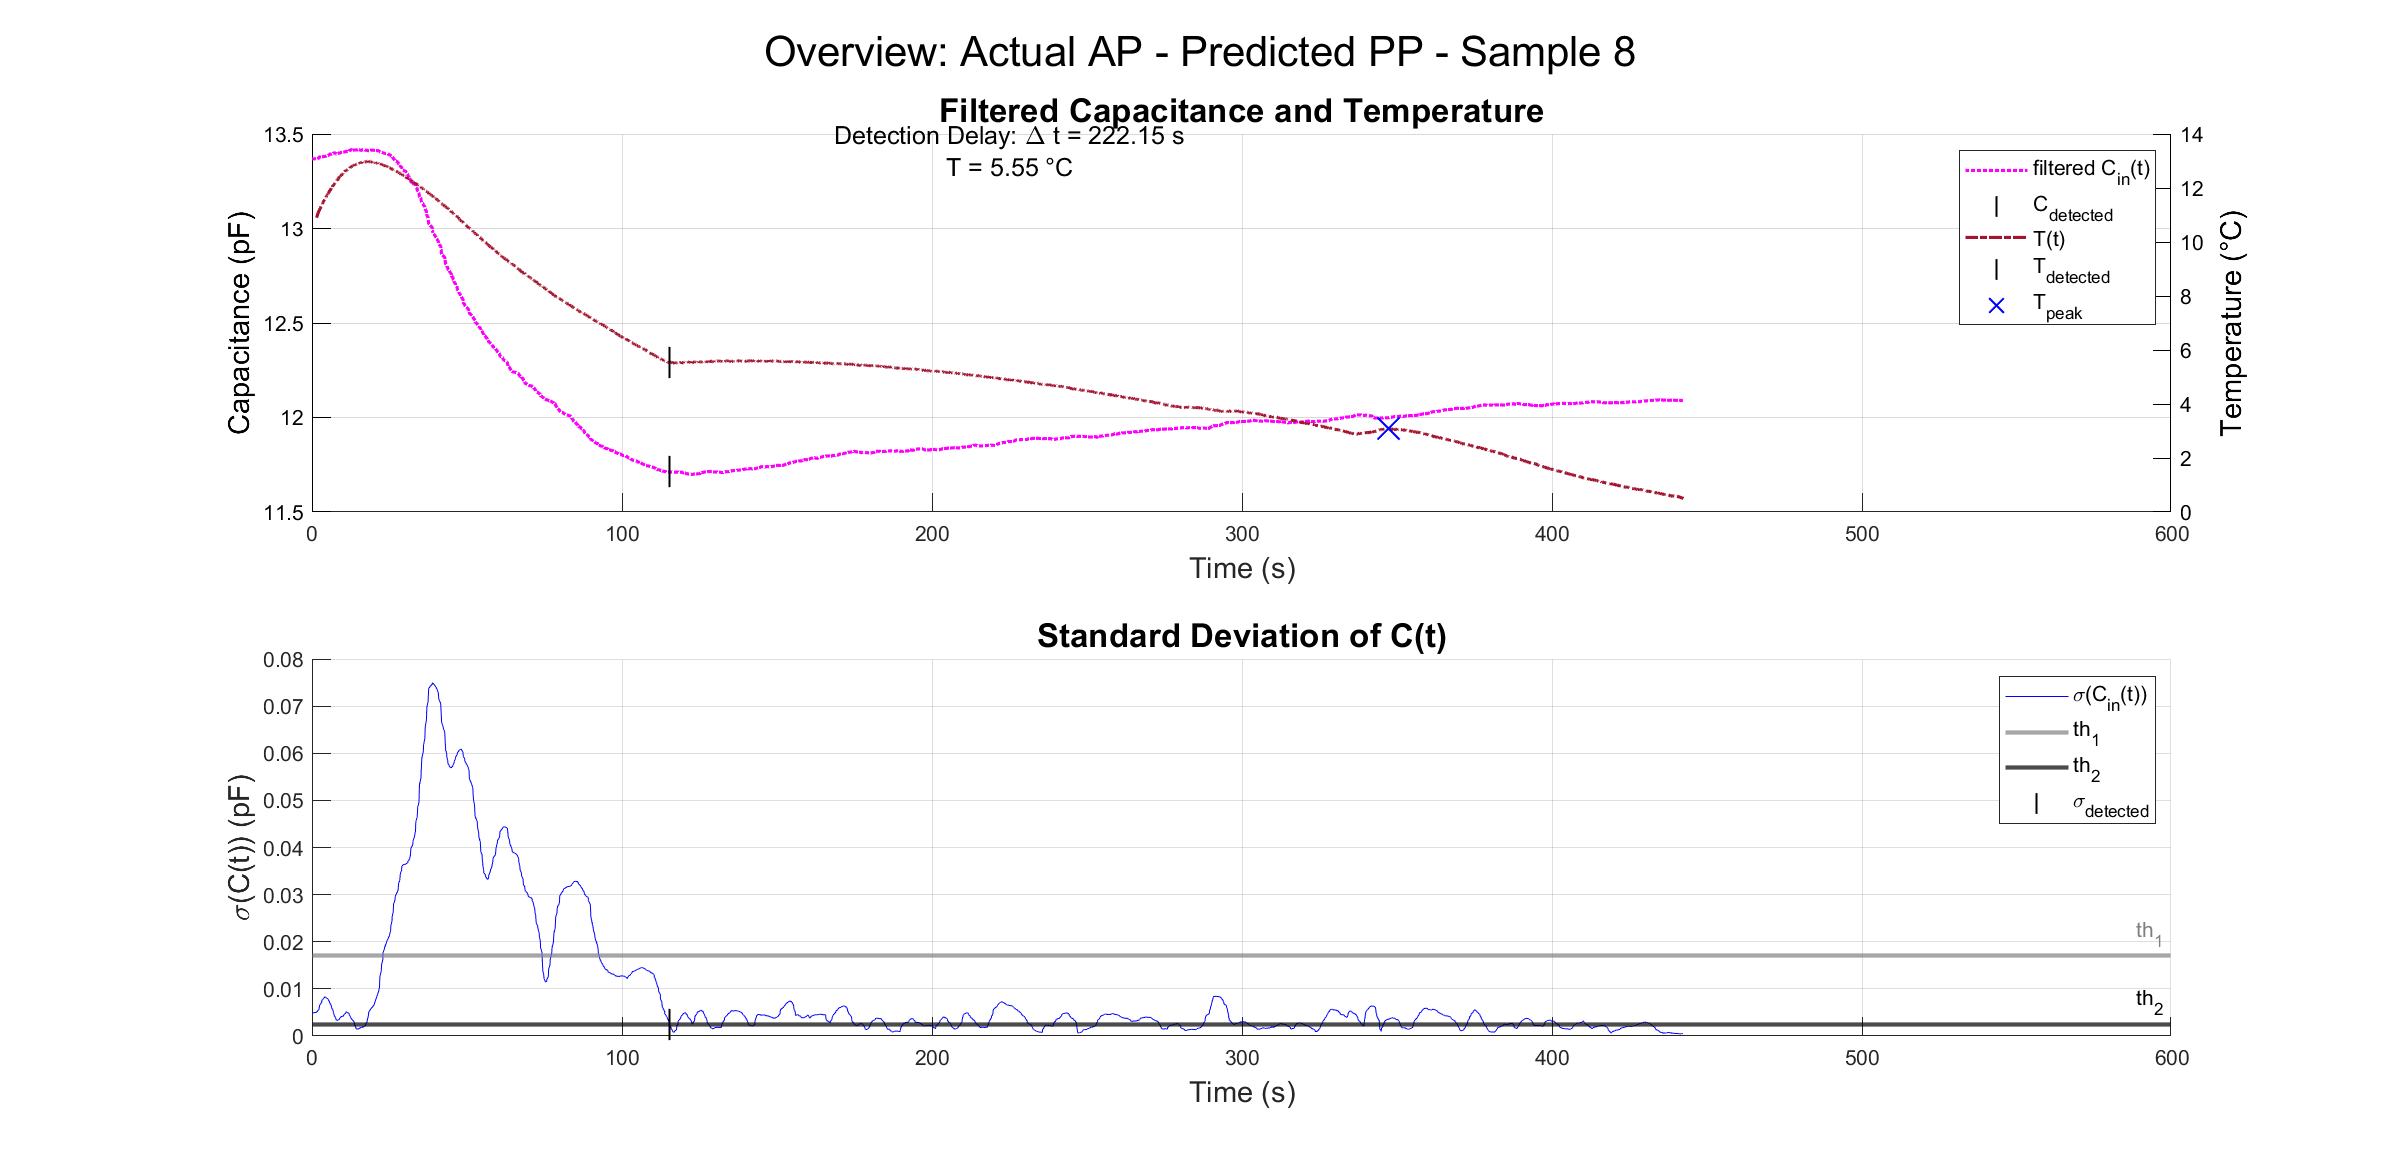 Overview: Actual AP - Predicted PP - Sample 8
Filtered Capacitance and Temperature
Detection Delay: Δ t = 222.15 s
T = 5.55 °C
13.5
13
12.5
12
11.5
Capacitance (pF)
14
12
10
8
6
4
2
0
Temperature (°C)
filtered C_in(t)
C_detected
T(t)
T_detected
T_peak
0 100 200 300 400 500 600
Time (s)
Standard Deviation of C(t)
0.08
0.07
0.06
0.05
0.04
0.03
0.02
0.01
0
σ(C(t)) (pF)
σ(C_in(t))
th_1
th_2
σ_detected
th_1
th_2
0 100 200 300 400 500 600
Time (s)